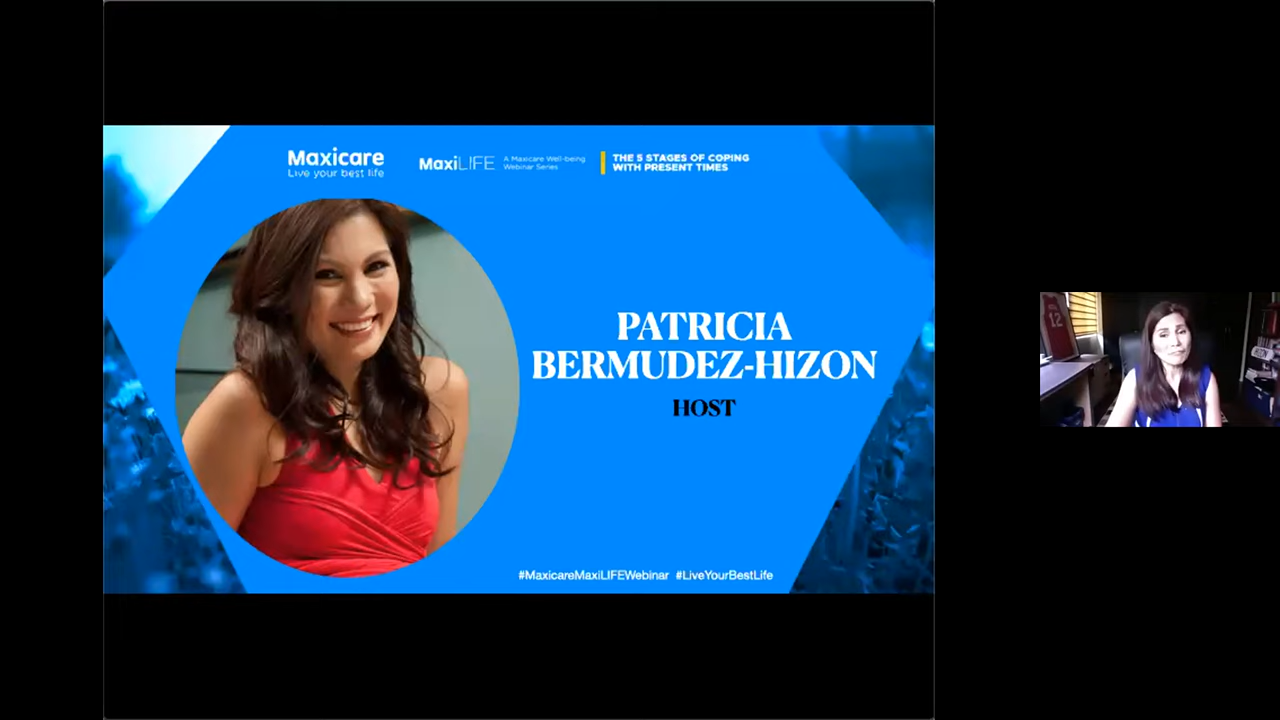 Maxicare
Live your best life
MaxiLIFE
A Maxicare Well-being
Webinar Series
THE 5 STAGES OF COPING
WITH PRESENT TIMES
PATRICIA
BERMUDEZ-HIZON
HOST
#MaxicareMaxiLIFEWebinar #LiveYourBestLife
12